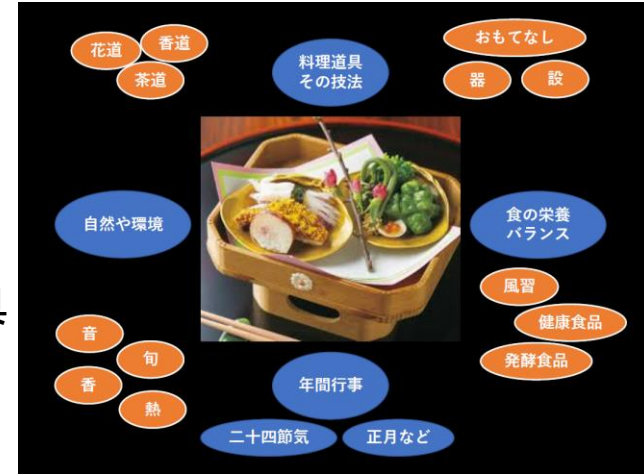 花道
香道
茶道
料理道具
その技法
おもてなし
器
設
自然や環境
食の栄養
バランス
風習
健康食品
発酵食品
音
旬
香
熱
年間行事
二十四節気
正月など